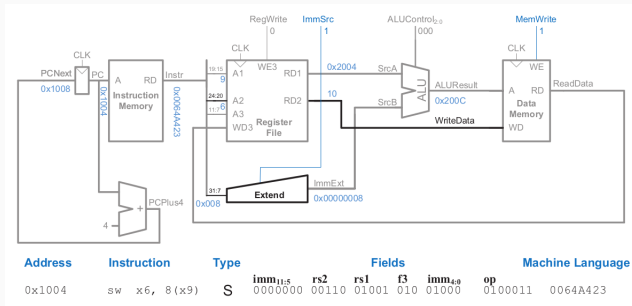 RegWrite ImmSrc ALUControl2:0 MemWrite
0 1 000 1
CLK CLK CLK
PCNext PC A RD Instr 19:15 A1 WE3 RD1 0x2004 SrcA ALUResult WE ReadData
0x1008 0x1004 Instruction Memory 0x0064A423 9
24:20 A2 RD2 10 SrcB ALU 0x200C A RD
11:7 6 A3 Data Memory
WD3 Register File WriteData WD
31:7 Extend ImmExt
0x008 0x00000008
PCPlus4
+
4
Address Instruction Type Fields Machine Language
imm11:5 rs2 rs1 f3 imm4:0 op
0x1004 sw x6, 8(x9) S 0000000 00110 01001 010 01000 0100011 0064A423